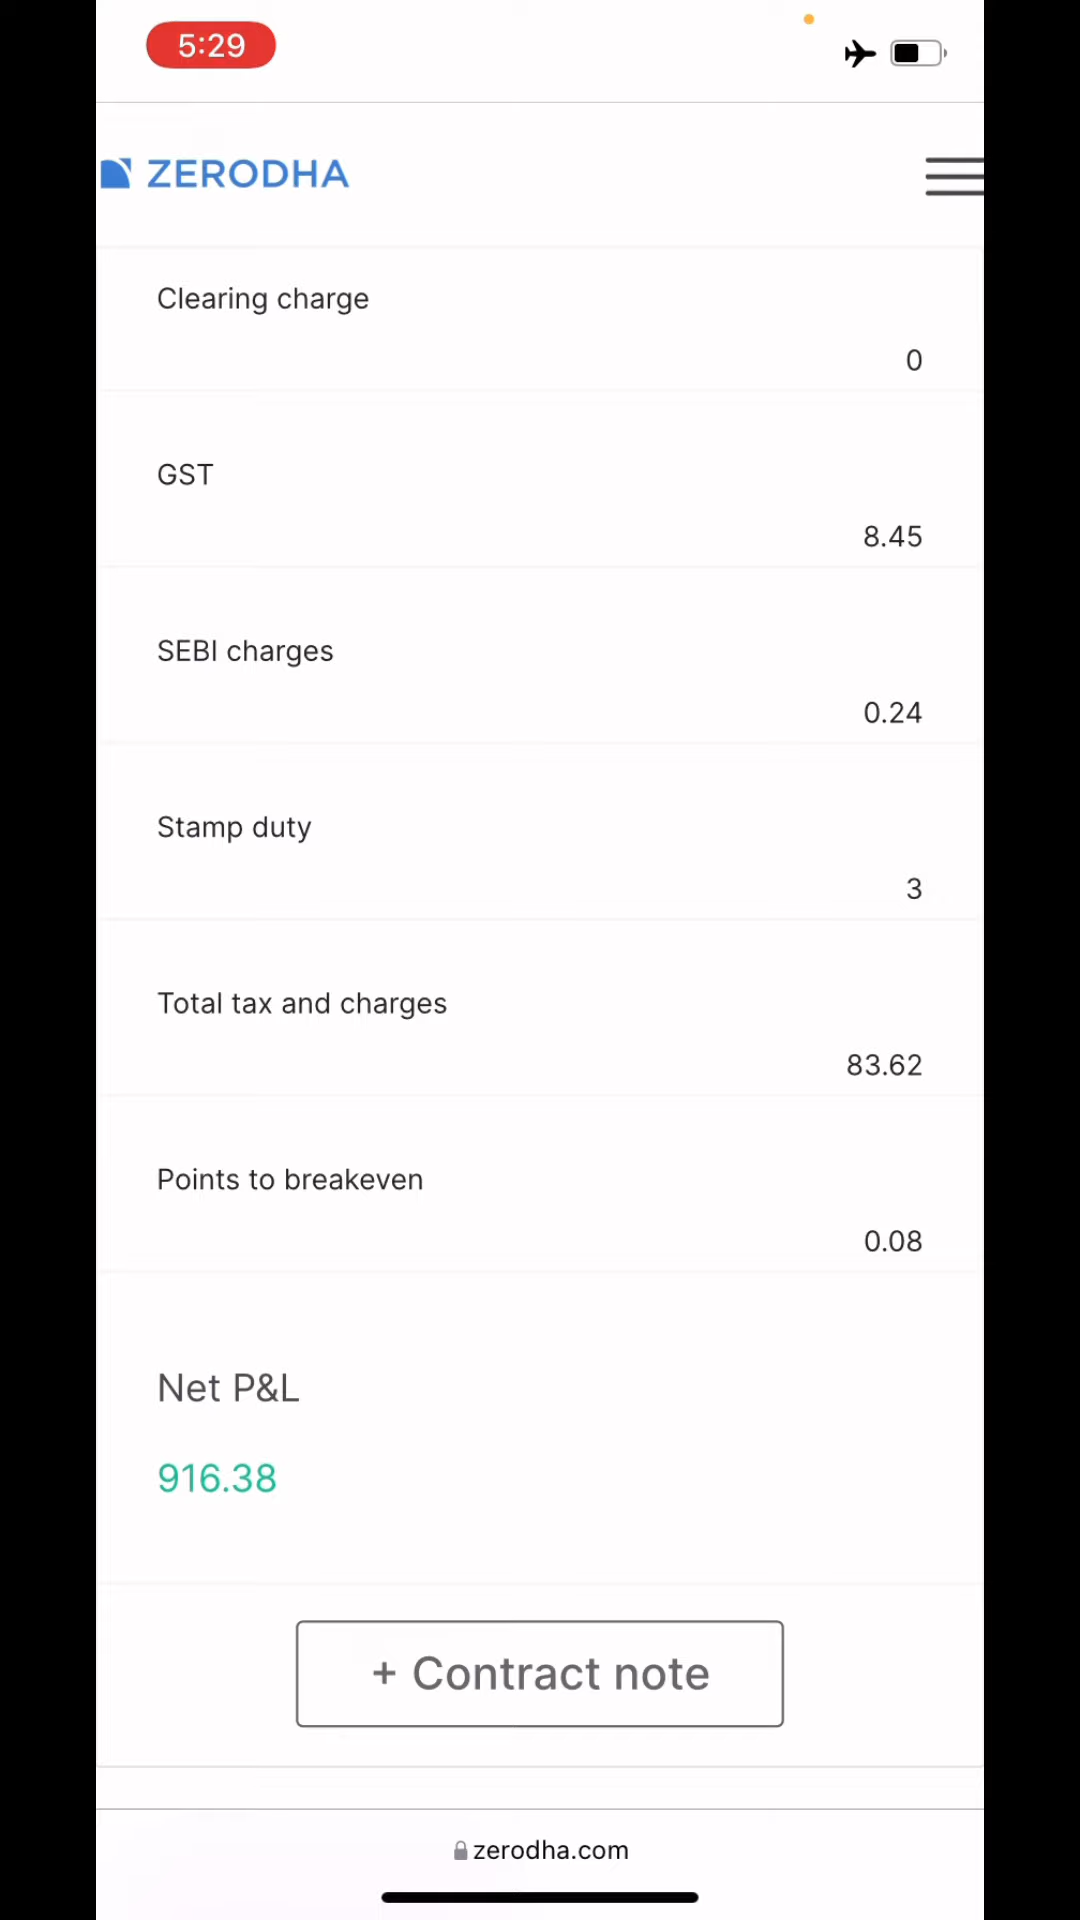 5:29
ZERODHA
Clearing charge
0
GST
8.45
SEBI charges
0.24
Stamp duty
3
Total tax and charges
83.62
Points to breakeven
0.08
Net P&L
916.38
+ Contract note
zerodha.com